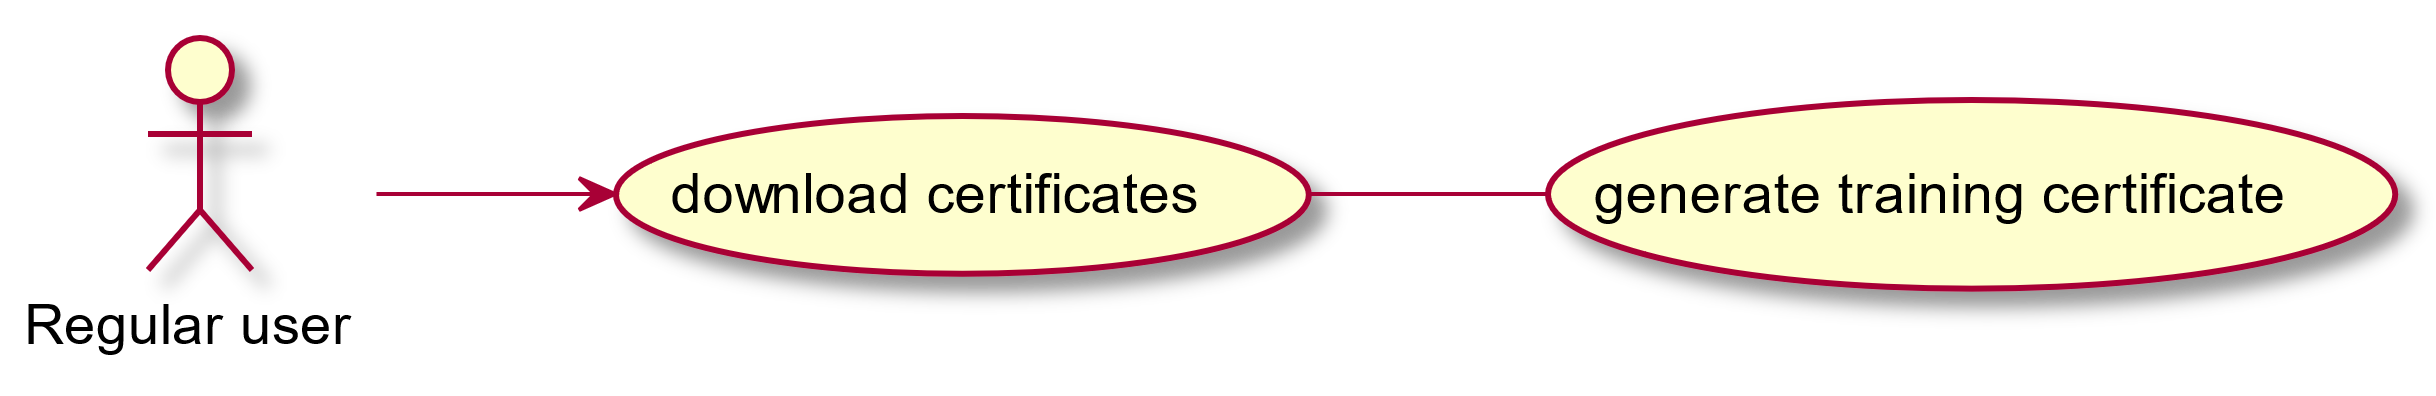 download certificates
generate training certificate
Regular user